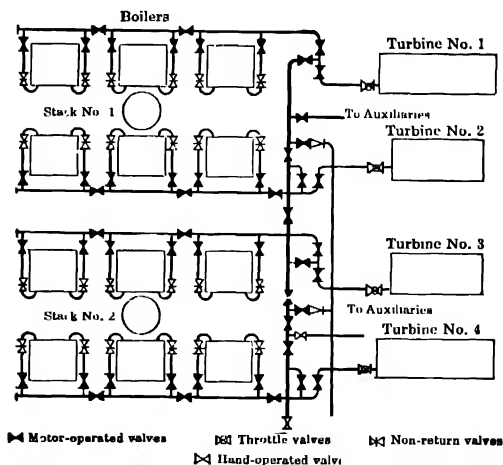 Boilers
Turbine No. 1
Stack No. 1
To Auxiliaries
Turbine No. 2
Turbine No. 3
Stack No. 2
To Auxiliaries
Turbine No. 4
Motor-operated valves
Throttle valves
Non-return valves
Hand-operated valve